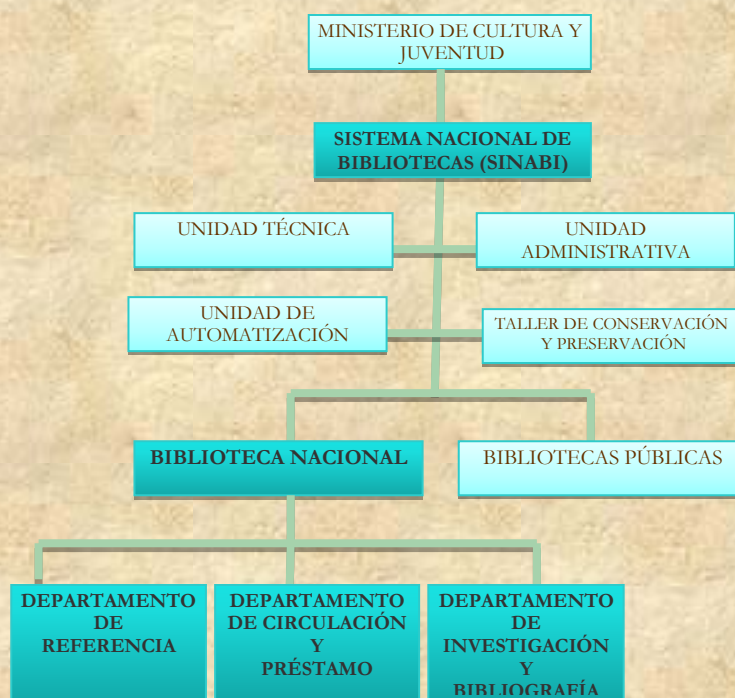 MINISTERIO DE CULTURA Y
JUVENTUD
SISTEMA NACIONAL DE
BIBLIOTECAS (SINABI)
UNIDAD TÉCNICA
UNIDAD
ADMINISTRATIVA
UNIDAD DE
AUTOMATIZACIÓN
TALLER DE CONSERVACIÓN
Y PRESERVACIÓN
BIBLIOTECA NACIONAL
BIBLIOTECAS PÚBLICAS
DEPARTAMENTO
DE
REFERENCIA
DEPARTAMENTO
DE CIRCULACIÓN
Y
PRÉSTAMO
DEPARTAMENTO
DE
INVESTIGACIÓN
Y
BIBLIOGRAFÍA